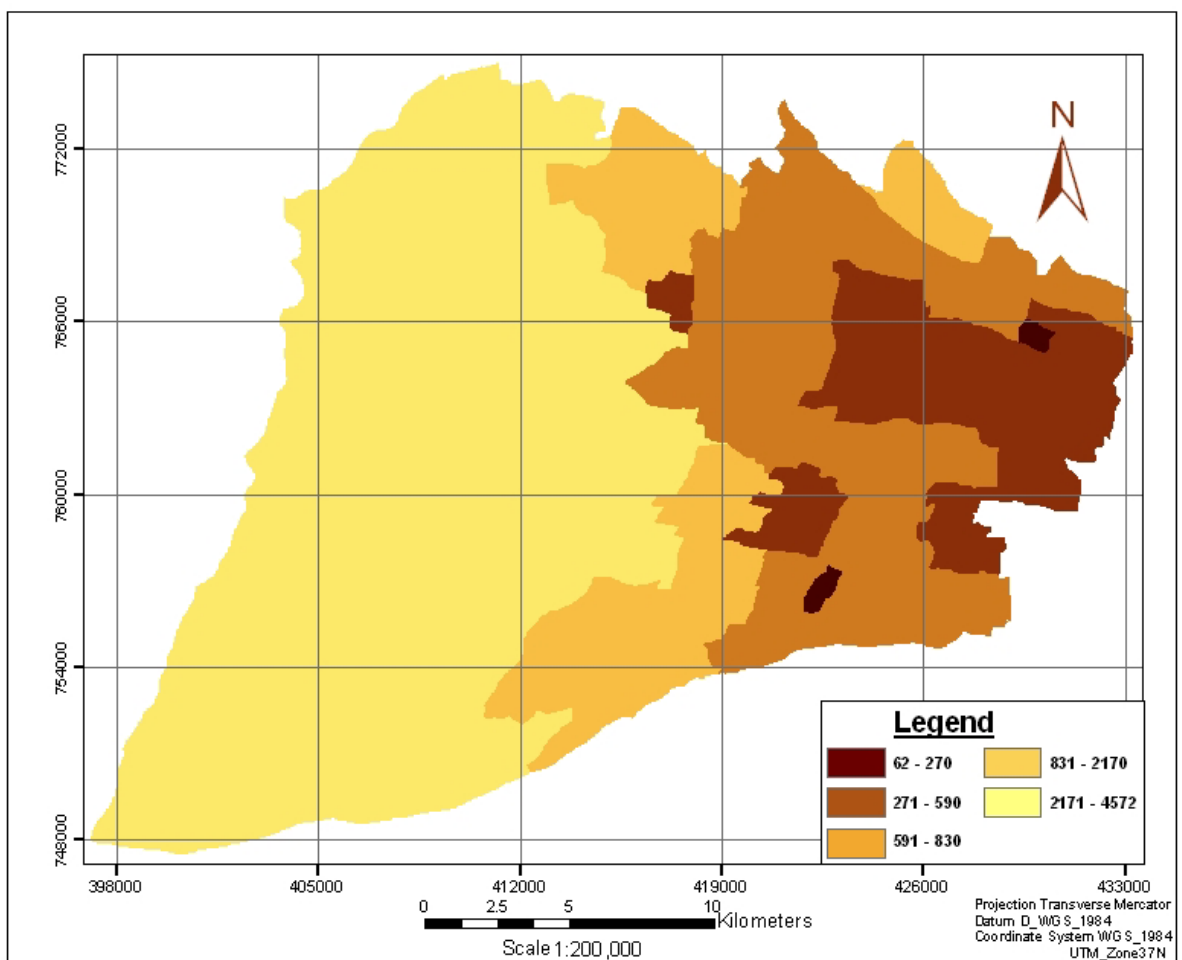 N
772000
766000
760000
754000
748000
398000
405000
412000
419000
426000
433000
Legend
62 - 270
271 - 590
591 - 830
831 - 2170
2171 - 4572
0
2.5
5
10
Kilometers
Scale 1:200,000
Projection Transverse Mercator
Datum D_WGS_1984
Coordinate System WGS_1984
UTM_Zone37N